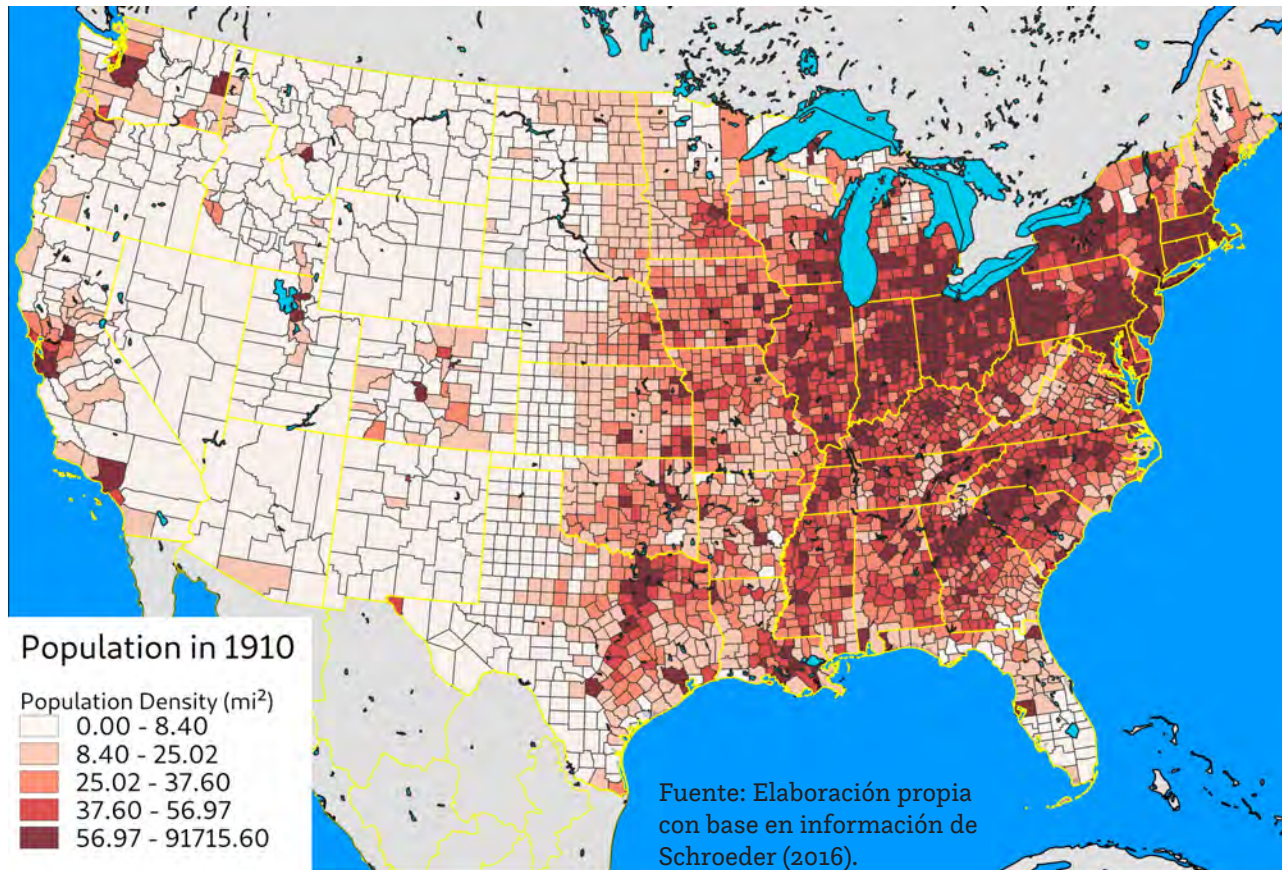 Population in 1910
Population Density (mi²)
0.00 - 8.40
8.40 - 25.02
25.02 - 37.60
37.60 - 56.97
56.97 - 91715.60
Fuente: Elaboración propia
con base en información de
Schroeder (2016).